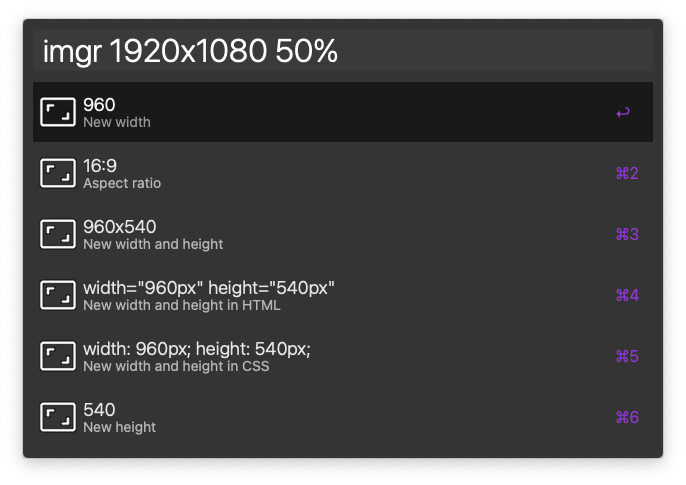 imgr 1920x1080 50%
960
New width
↩
16:9
Aspect ratio
⌘2
960x540
New width and height
⌘3
width="960px" height="540px"
New width and height in HTML
⌘4
width: 960px; height: 540px;
New width and height in CSS
⌘5
540
New height
⌘6